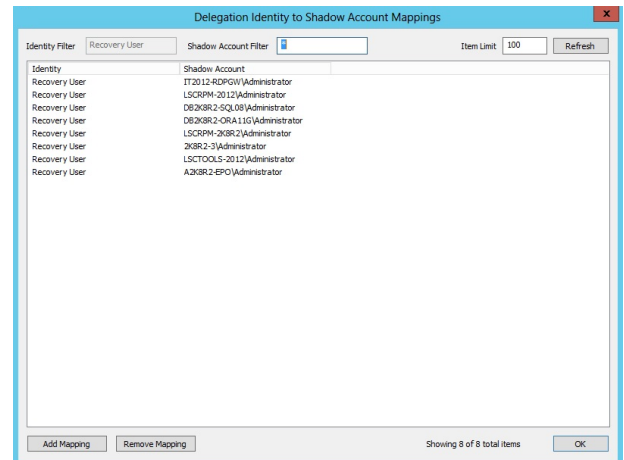 Delegation Identity to Shadow Account Mappings
x
Identity Filter Recovery User Shadow Account Filter * Item Limit 100 Refresh
Identity Shadow Account
Recovery User IT2012-RDPGW\Administrator
Recovery User LSCRPM-2012\Administrator
Recovery User DB2K8R2-SQL08\Administrator
Recovery User DB2K8R2-ORA11G\Administrator
Recovery User LSCRPM-2K8R2\Administrator
Recovery User 2K8R2-3\Administrator
Recovery User LSCTOOLS-2012\Administrator
Recovery User A2K8R2-EPO\Administrator
Add Mapping Remove Mapping Showing 8 of 8 total items OK